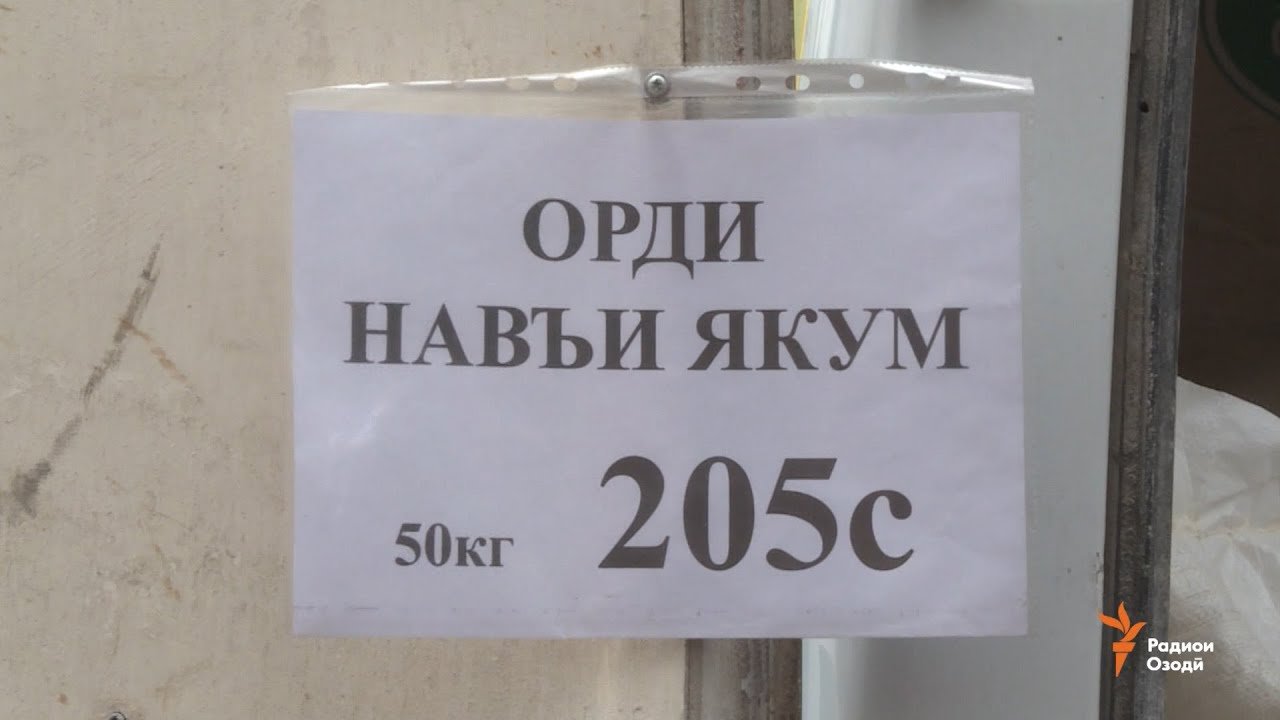 ОРДИ
НАВЪИ ЯКУМ
50кг 205с
Радиои
Озодӣ